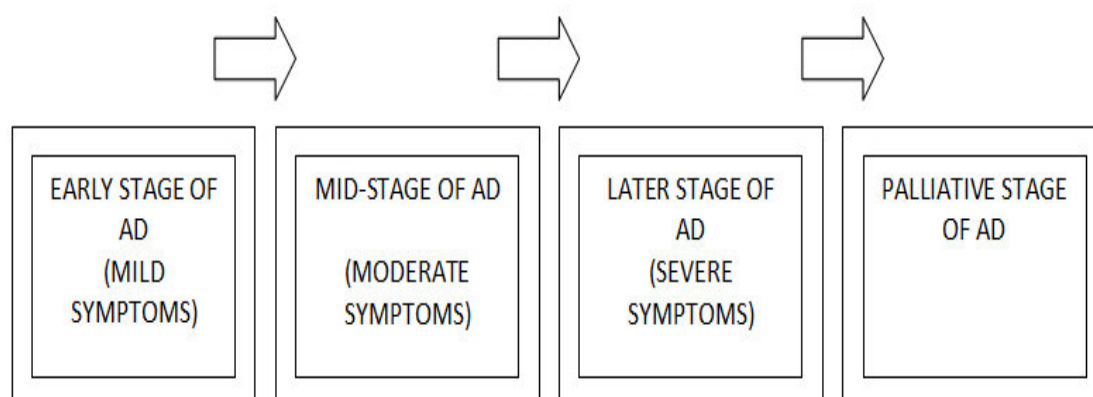 EARLY STAGE OF
AD
(MILD
SYMPTOMS)
MID-STAGE OF AD
(MODERATE
SYMPTOMS)
LATER STAGE OF
AD
(SEVERE
SYMPTOMS)
PALLIATIVE STAGE
OF AD